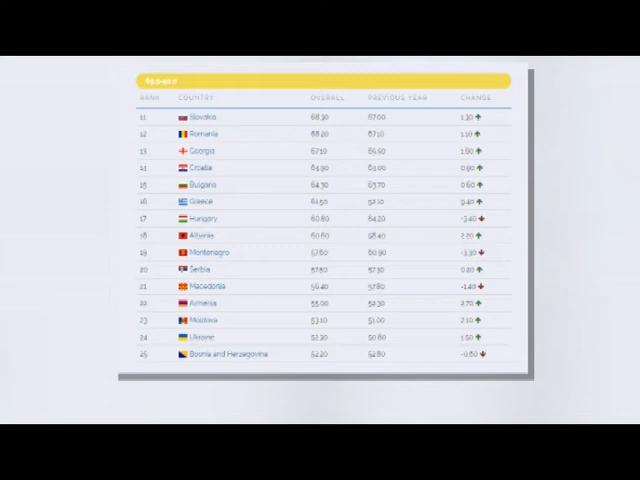 RANK COUNTRY OVERALL PREVIOUS YEAR CHANGE
11 Slovakia 68.30 67.00 1.30
12 Romania 68.20 67.10 1.10
13 Georgia 67.10 65.50 1.60
14 Croatia 64.90 64.00 0.90
15 Bulgaria 64.30 63.70 0.60
16 Greece 61.50 52.10 9.40
17 Hungary 60.80 64.20 -3.40
18 Albania 60.60 58.40 2.20
19 Montenegro 57.60 60.90 -3.30
20 Serbia 57.50 57.30 0.20
21 Macedonia 56.40 57.80 -1.40
22 Armenia 55.00 52.30 2.70
23 Moldova 53.10 51.00 2.10
24 Ukraine 52.30 50.80 1.50
25 Bosnia and Herzegovina 52.20 52.80 -0.60